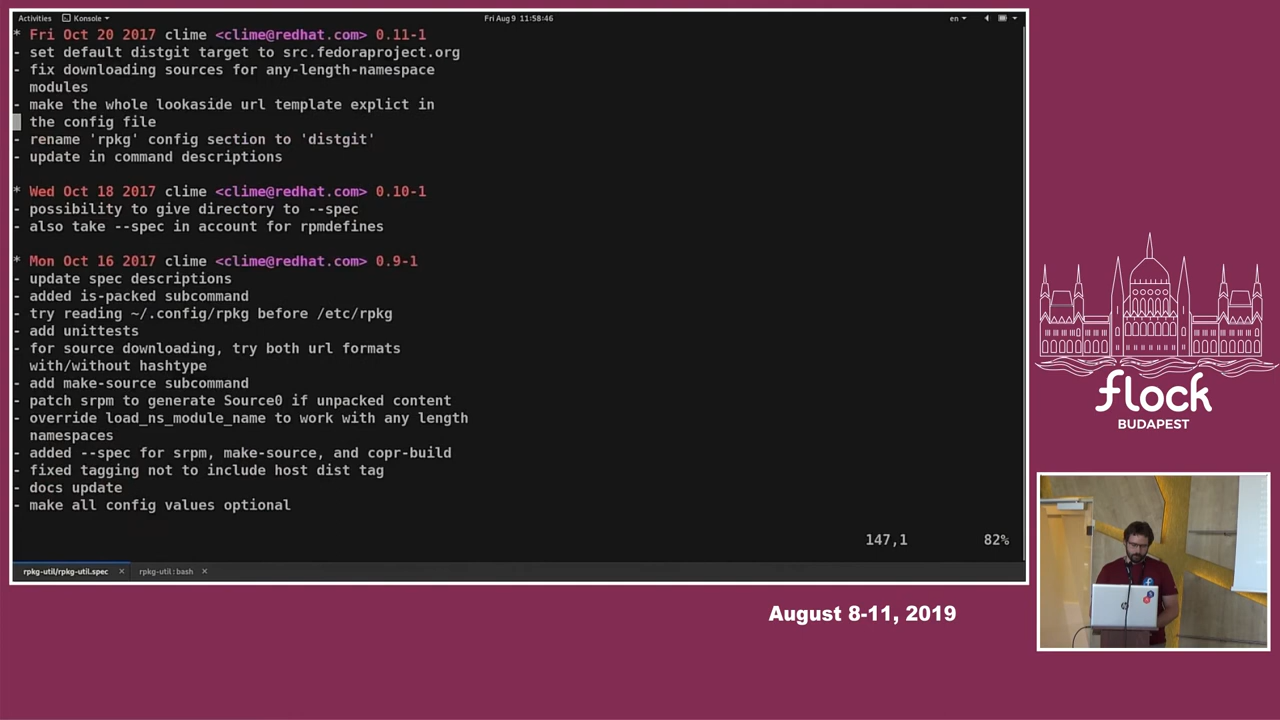 Activities Konsole Fri Aug 9 11:58:46 en
* Fri Oct 20 2017 clime <clime@redhat.com> 0.11-1
- set default distgit target to src.fedoraproject.org
- fix downloading sources for any-length-namespace
modules
- make the whole lookaside url template explict in
the config file
- rename 'rpkg' config section to 'distgit'
- update in command descriptions
* Wed Oct 18 2017 clime <clime@redhat.com> 0.10-1
- possibility to give directory to --spec
- also take --spec in account for rpmdefines
* Mon Oct 16 2017 clime <clime@redhat.com> 0.9-1
- update spec descriptions
- added is-packed subcommand
- try reading ~/.config/rpkg before /etc/rpkg
- add unittests
- for source downloading, try both url formats
with/without hashtype
- add make-source subcommand
- patch srpm to generate Source0 if unpacked content
- override load_ns_module_name to work with any length
namespaces
- added --spec for srpm, make-source, and copr-build
- fixed tagging not to include host dist tag
- docs update
- make all config values optional
147,1 82%
rpkg-util/rpkg-util.spec × rpkg-util : bash ×
flock
BUDAPEST
August 8-11, 2019